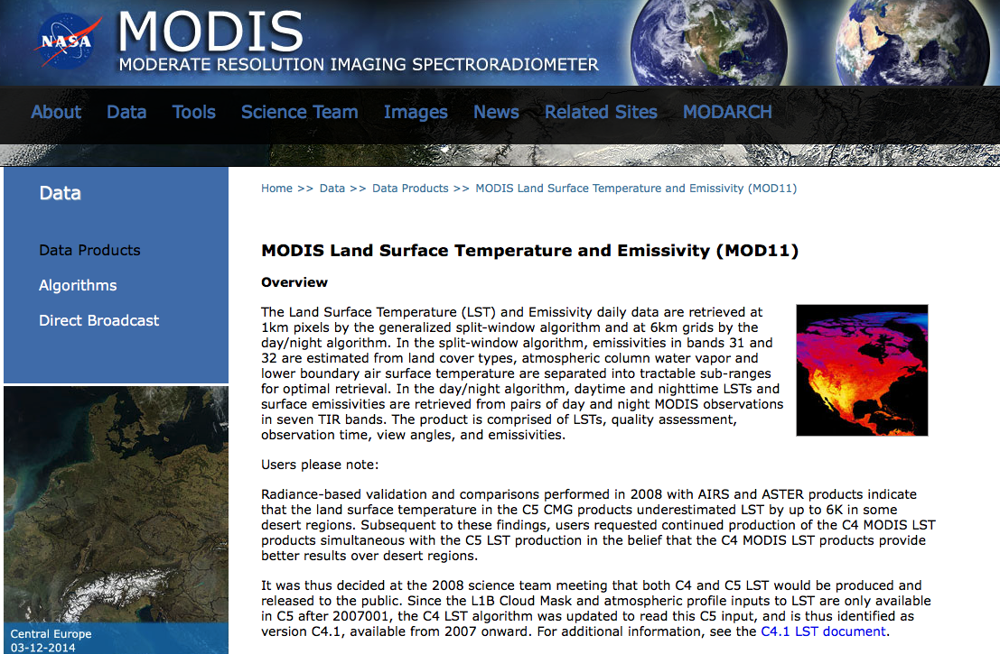 NASA
MODIS
MODERATE RESOLUTION IMAGING SPECTRORADIOMETER
About Data Tools Science Team Images News Related Sites MODARCH
Data
Data Products
Algorithms
Direct Broadcast
Central Europe
03-12-2014
Home >> Data >> Data Products >> MODIS Land Surface Temperature and Emissivity (MOD11)
MODIS Land Surface Temperature and Emissivity (MOD11)
Overview
The Land Surface Temperature (LST) and Emissivity daily data are retrieved at
1km pixels by the generalized split-window algorithm and at 6km grids by the
day/night algorithm. In the split-window algorithm, emissivities in bands 31 and
32 are estimated from land cover types, atmospheric column water vapor and
lower boundary air surface temperature are separated into tractable sub-ranges
for optimal retrieval. In the day/night algorithm, daytime and nighttime LSTs and
surface emissivities are retrieved from pairs of day and night MODIS observations
in seven TIR bands. The product is comprised of LSTs, quality assessment,
observation time, view angles, and emissivities.
Users please note:
Radiance-based validation and comparisons performed in 2008 with AIRS and ASTER products indicate
that the land surface temperature in the C5 CMG products underestimated LST by up to 6K in some
desert regions. Subsequent to these findings, users requested continued production of the C4 MODIS LST
products simultaneous with the C5 LST production in the belief that the C4 MODIS LST products provide
better results over desert regions.
It was thus decided at the 2008 science team meeting that both C4 and C5 LST would be produced and
released to the public. Since the L1B Cloud Mask and atmospheric profile inputs to LST are only available
in C5 after 2007001, the C4 LST algorithm was updated to read this C5 input, and is thus identified as
version C4.1, available from 2007 onward. For additional information, see the C4.1 LST document.